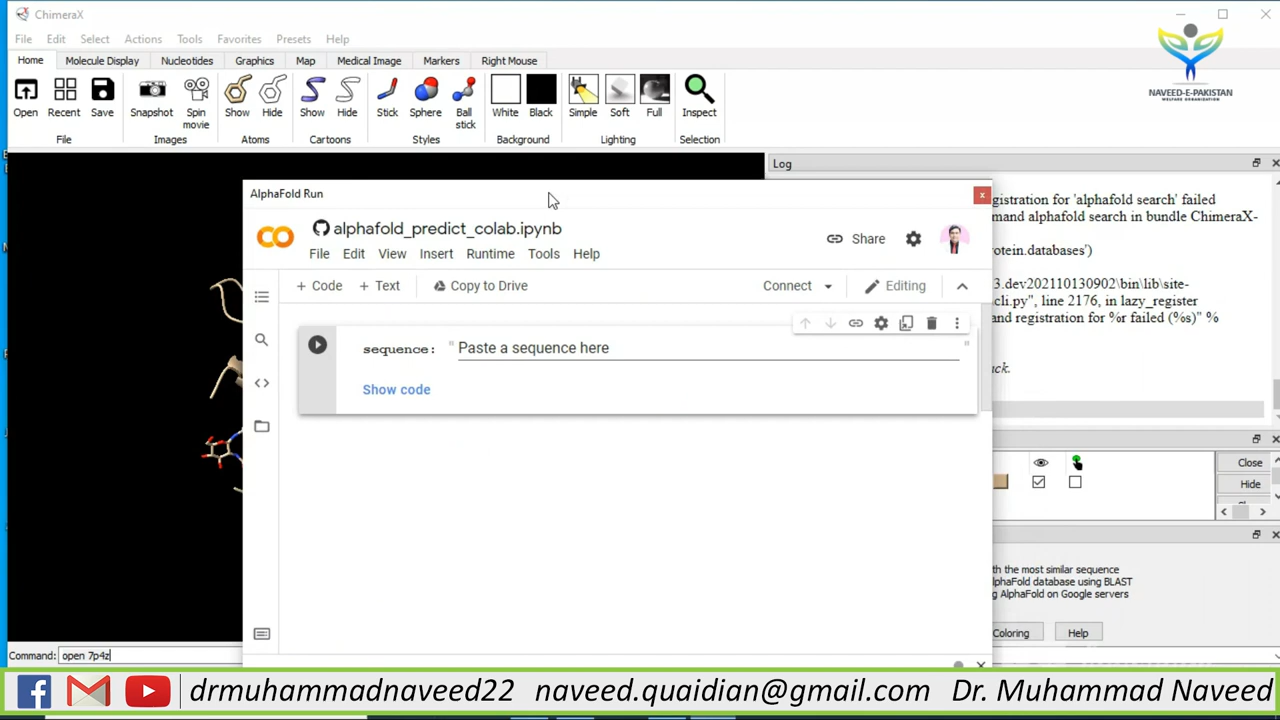 ChimeraX
File Edit Select Actions Tools Favorites Presets Help
Home Molecule Display Nucleotides Graphics Map Medical Image Markers Right Mouse
Open Recent Save Snapshot Spin movie Show Hide Show Hide Stick Sphere Ball stick White Black Simple Soft Full Inspect
File Images Atoms Cartoons Styles Background Lighting Selection
NAVEED-E-PAKISTAN
WELFARE ORGANIZATION
Log
gistration for 'alphafold search' failed
mand alphafold search in bundle ChimeraX-
otein.databases')
3.dev202110130902\bin\lib\site-
cli.py", line 2176, in lazy_register
and registration for %r failed (%s)" %
ck.
AlphaFold Run
alphafold_predict_colab.ipynb
Share
File Edit View Insert Runtime Tools Help
+ Code + Text Copy to Drive Connect Editing
sequence: " Paste a sequence here "
Show code
Close
Hide
th the most similar sequence
lphaFold database using BLAST
g AlphaFold on Google servers
Coloring Help
Command: open 7p4z
drmuhammadnaveed22 naveed.quaidian@gmail.com Dr. Muhammad Naveed